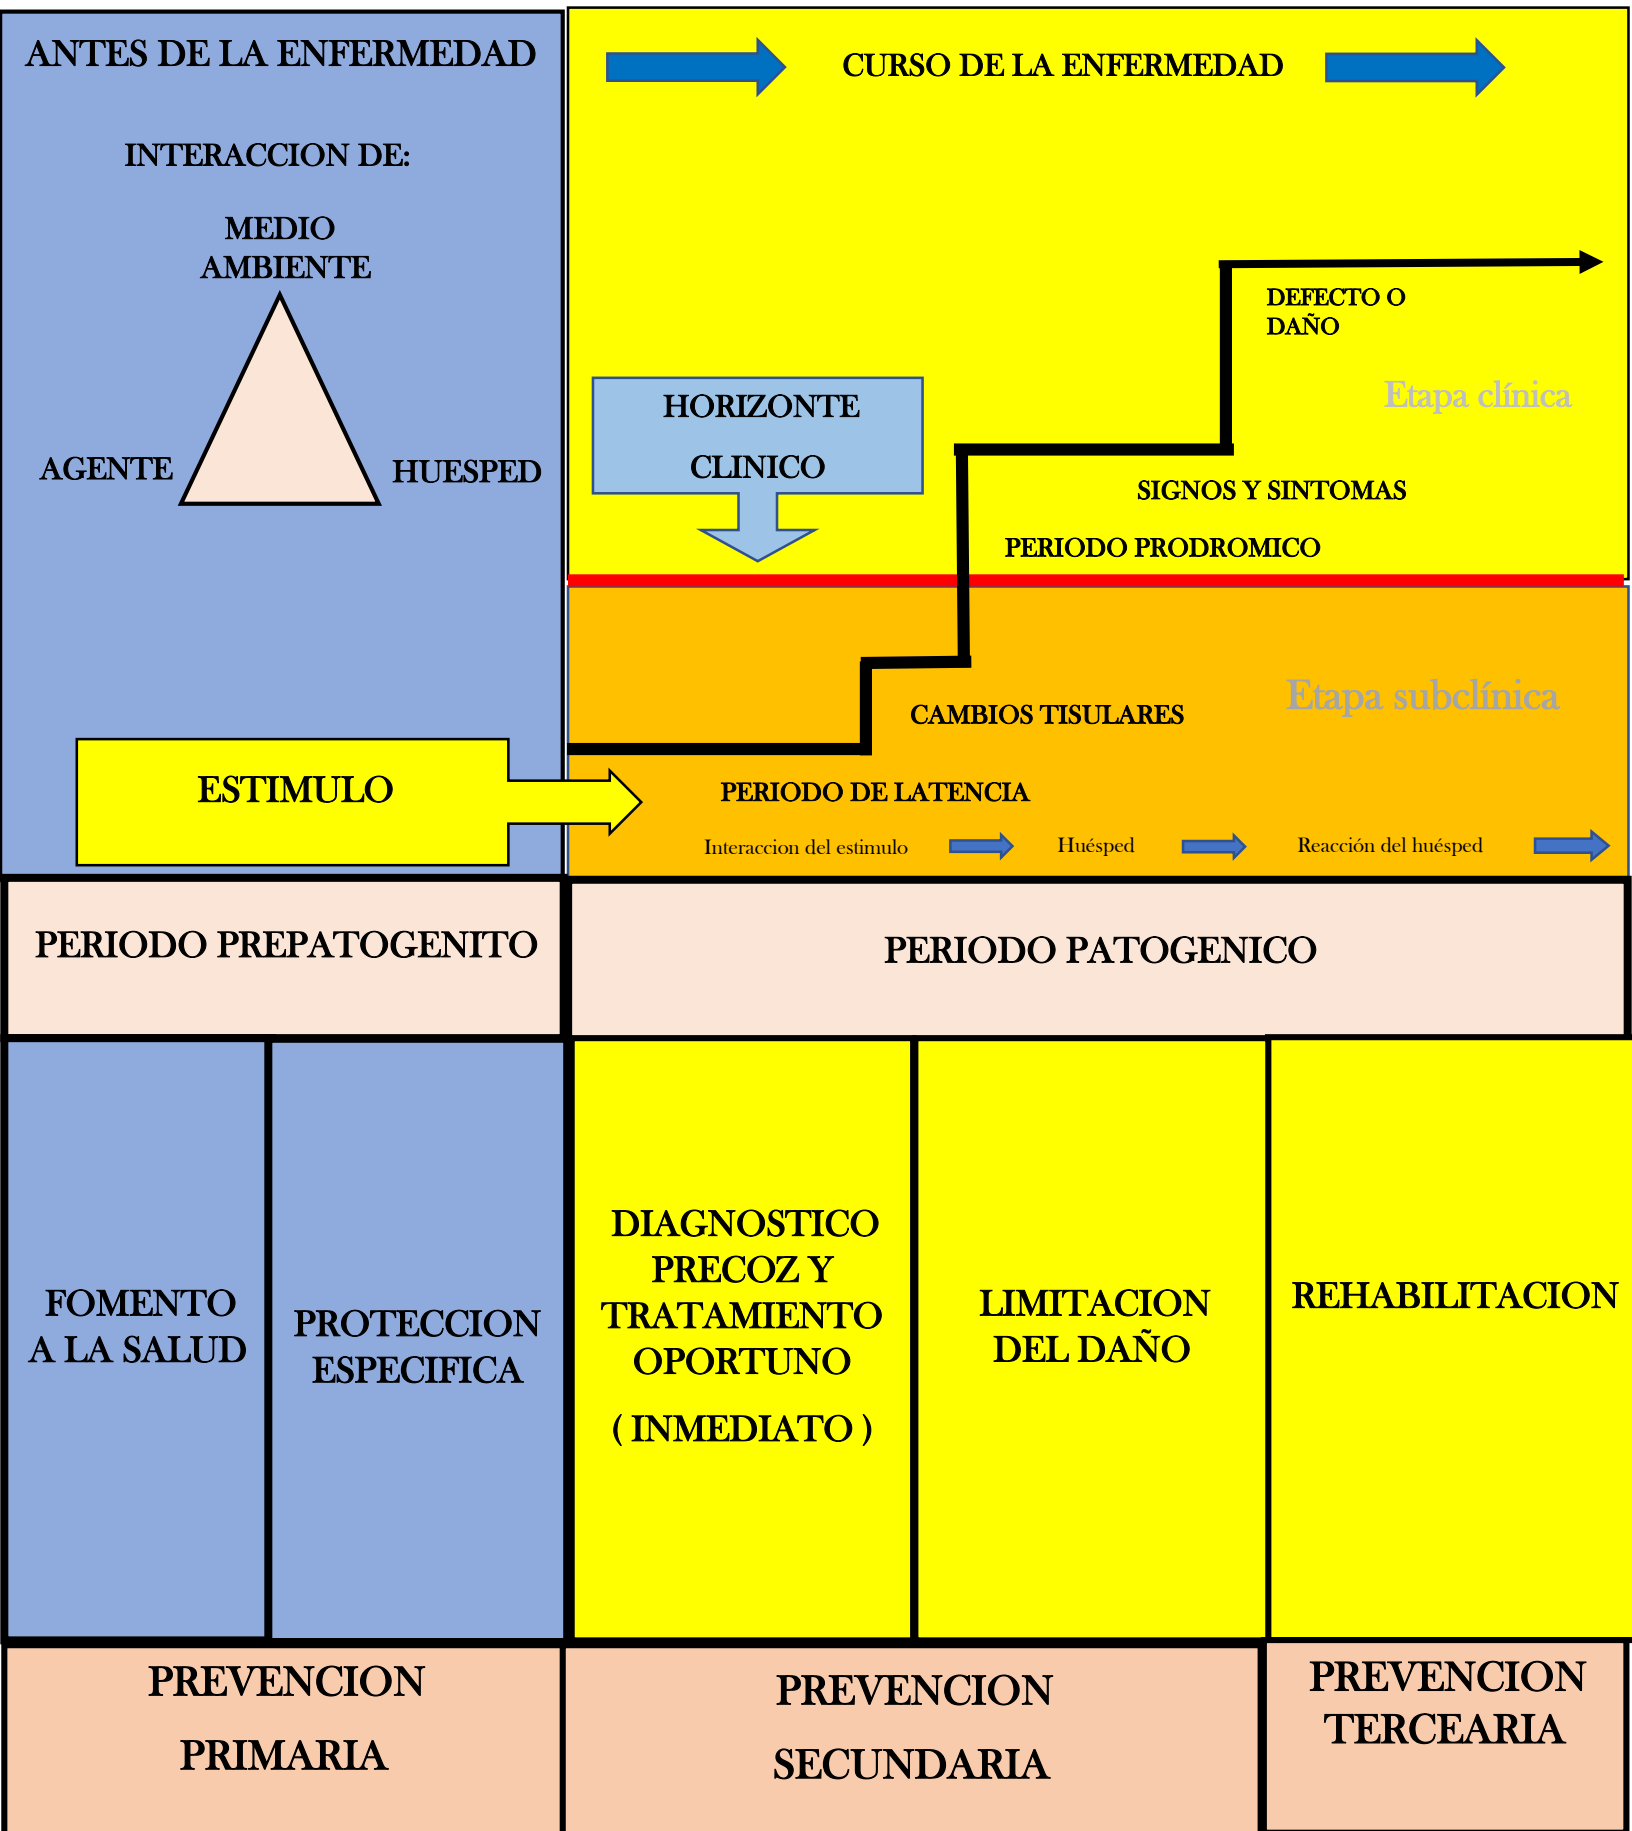 ANTES DE LA ENFERMEDAD
INTERACCION DE:
MEDIO
AMBIENTE
AGENTE
HUESPED
ESTIMULO
CURSO DE LA ENFERMEDAD
DEFECTO O
DAÑO
Etapa clínica
HORIZONTE
CLINICO
SIGNOS Y SINTOMAS
PERIODO PRODROMICO
Etapa subclínica
CAMBIOS TISULARES
PERIODO DE LATENCIA
Interaccion del estimulo
Huésped
Reacción del huésped
PERIODO PREPATOGENITO
PERIODO PATOGENICO
FOMENTO
A LA SALUD
PROTECCION
ESPECIFICA
DIAGNOSTICO
PRECOZ Y
TRATAMIENTO
OPORTUNO
( INMEDIATO )
LIMITACION
DEL DAÑO
REHABILITACION
PREVENCION
PRIMARIA
PREVENCION
SECUNDARIA
PREVENCION
TERCEARIA